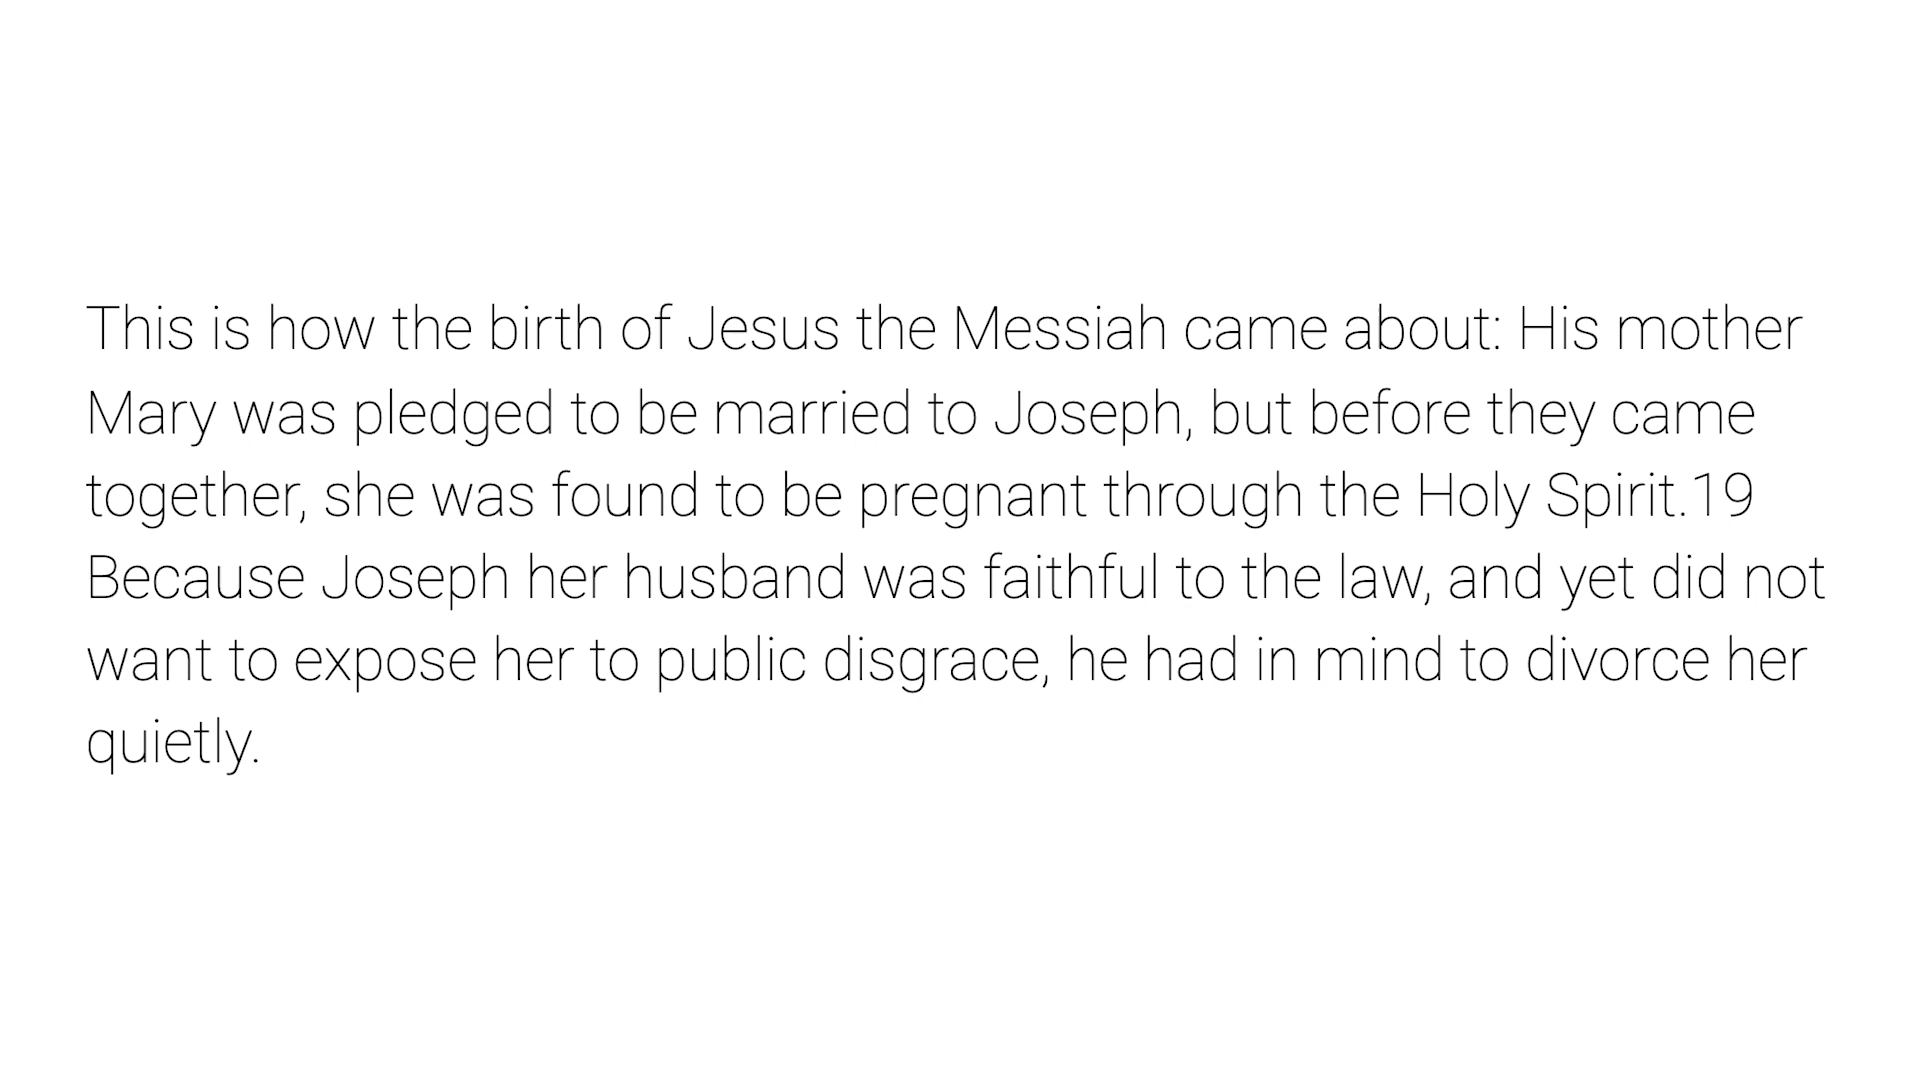 This is how the birth of Jesus the Messiah came about: His mother
Mary was pledged to be married to Joseph, but before they came
together, she was found to be pregnant through the Holy Spirit.19
Because Joseph her husband was faithful to the law, and yet did not
want to expose her to public disgrace, he had in mind to divorce her
quietly.